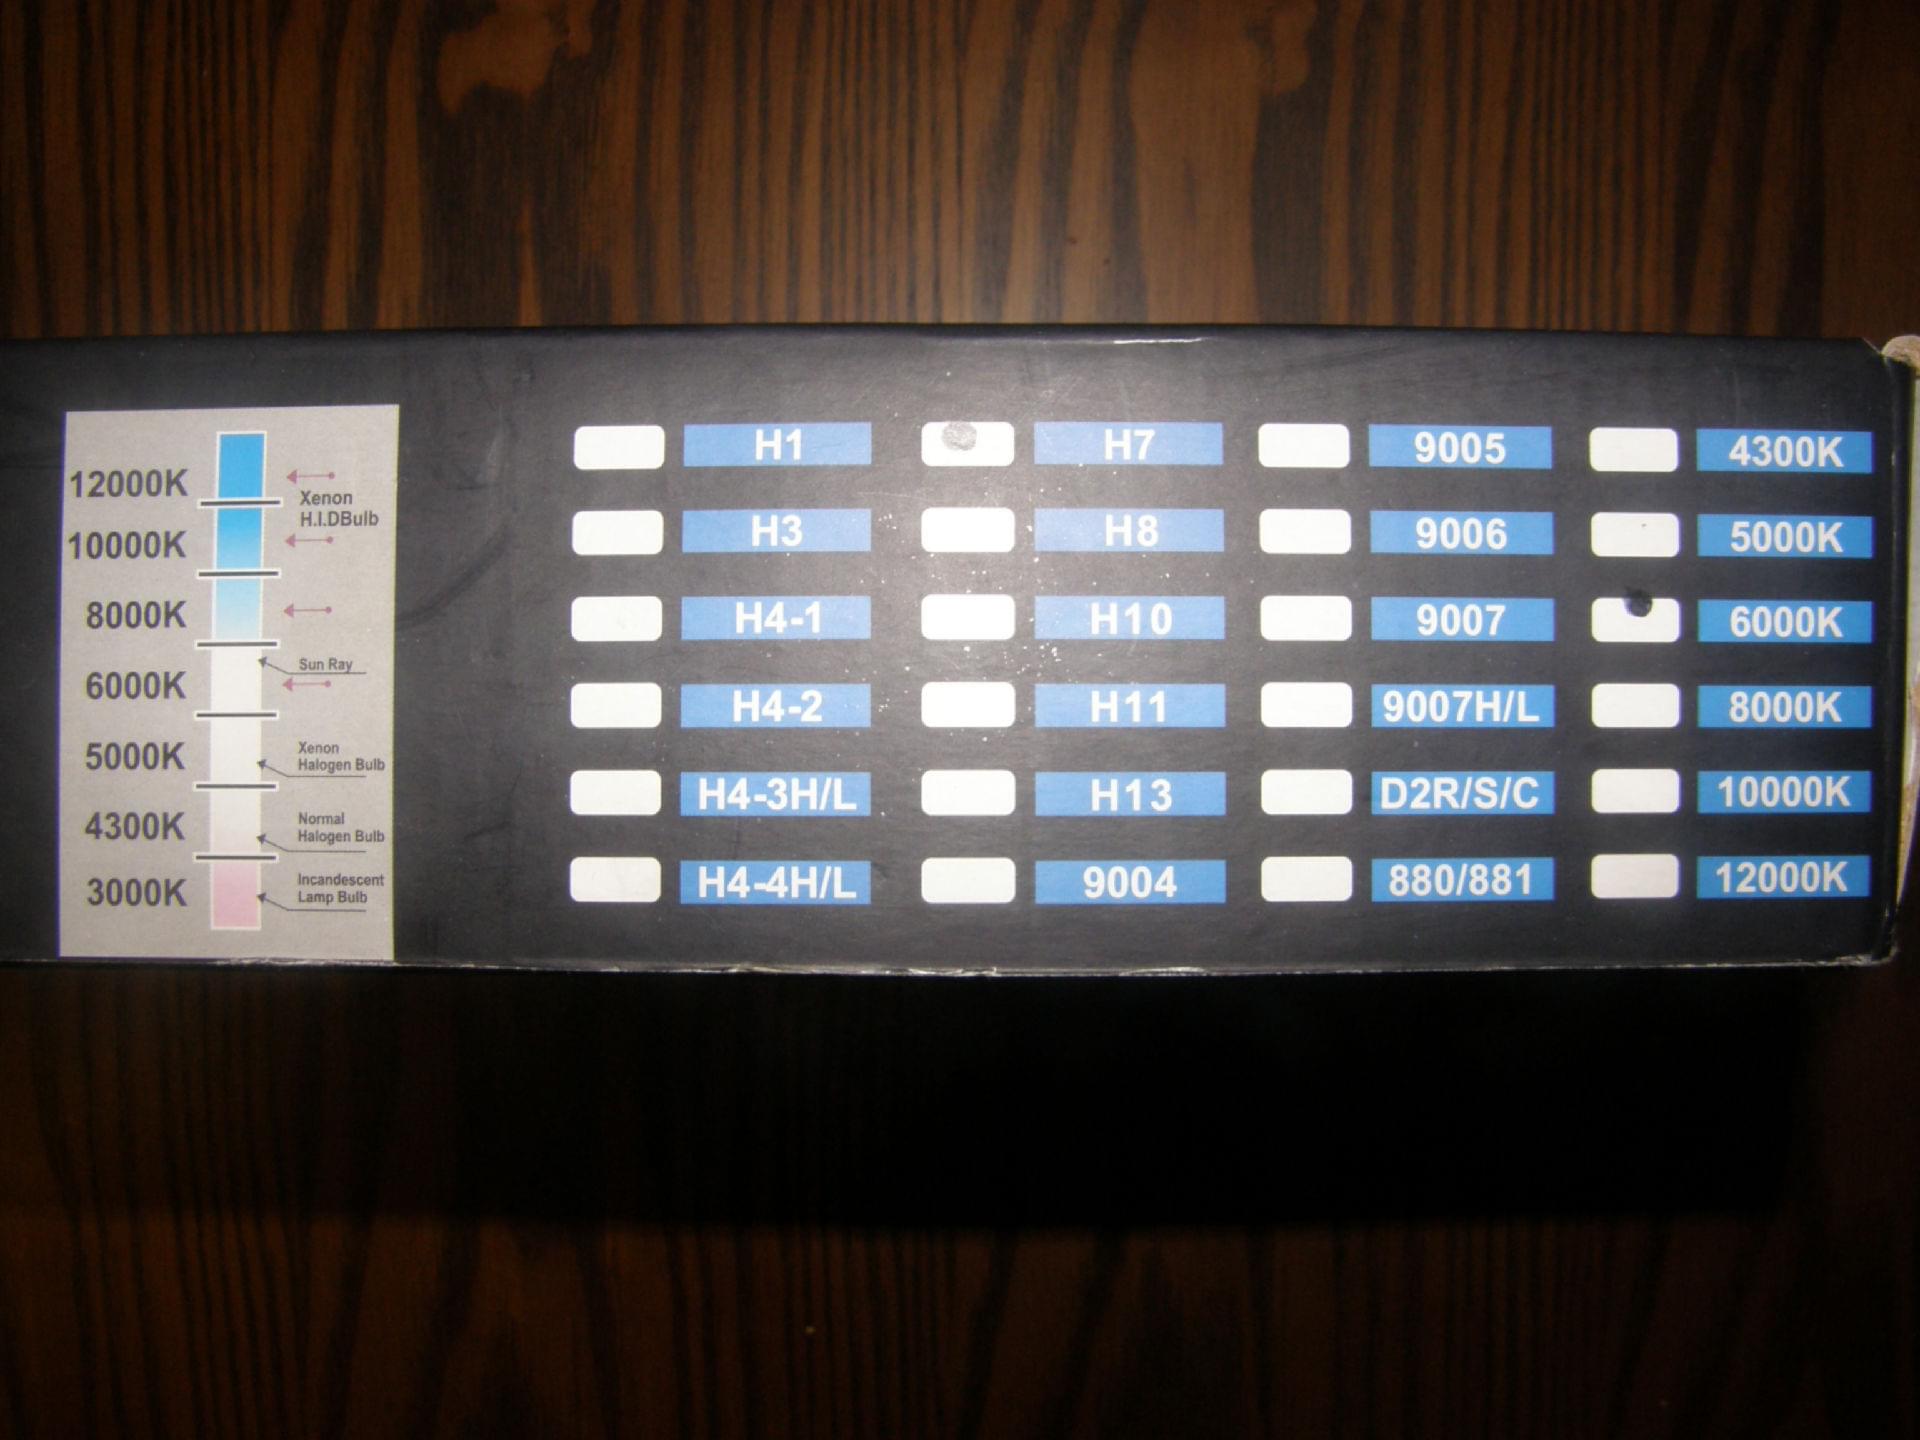 12000K
Xenon
H.I.DBulb
10000K
8000K
Sun Ray
6000K
Xenon
Halogen Bulb
5000K
Normal
Halogen Bulb
4300K
Incandescent
Lamp Bulb
3000K
H1 H7 9005 4300K
H3 H8 9006 5000K
H4-1 H10 9007 6000K
H4-2 H11 9007H/L 8000K
H4-3H/L H13 D2R/S/C 10000K
H4-4H/L 9004 880/881 12000K